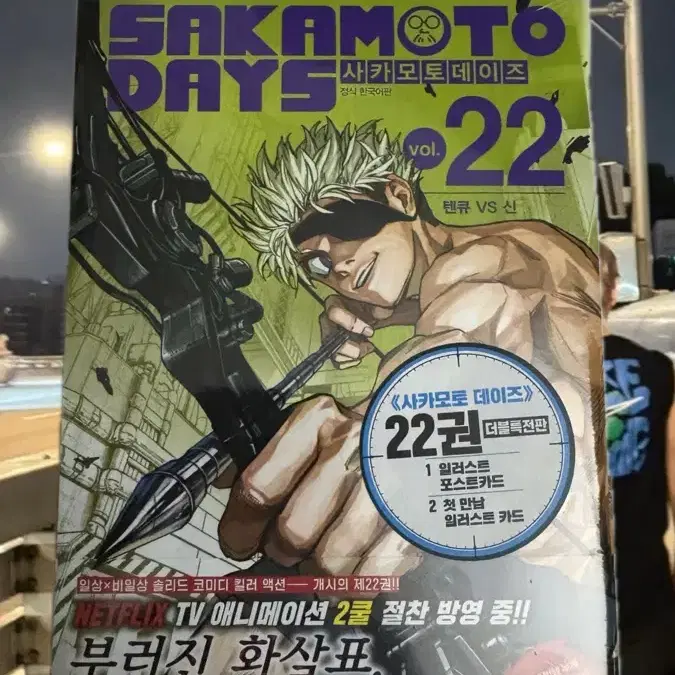 SAKAMOTO
DAYS 사카모토데이즈
정식 한국어판
vol. 22
텐큐 VS 신
《사카모토 데이즈》
22권 더블특전판
1 일러스트
포스트카드
2 첫 만남
일러스트 카드
일상×비일상 솔리드 코미디 킬러 액션── 개시의 제22권!!
NETFLIX TV 애니메이션 2쿨 절찬 방영 중!!
부러진 화살표.